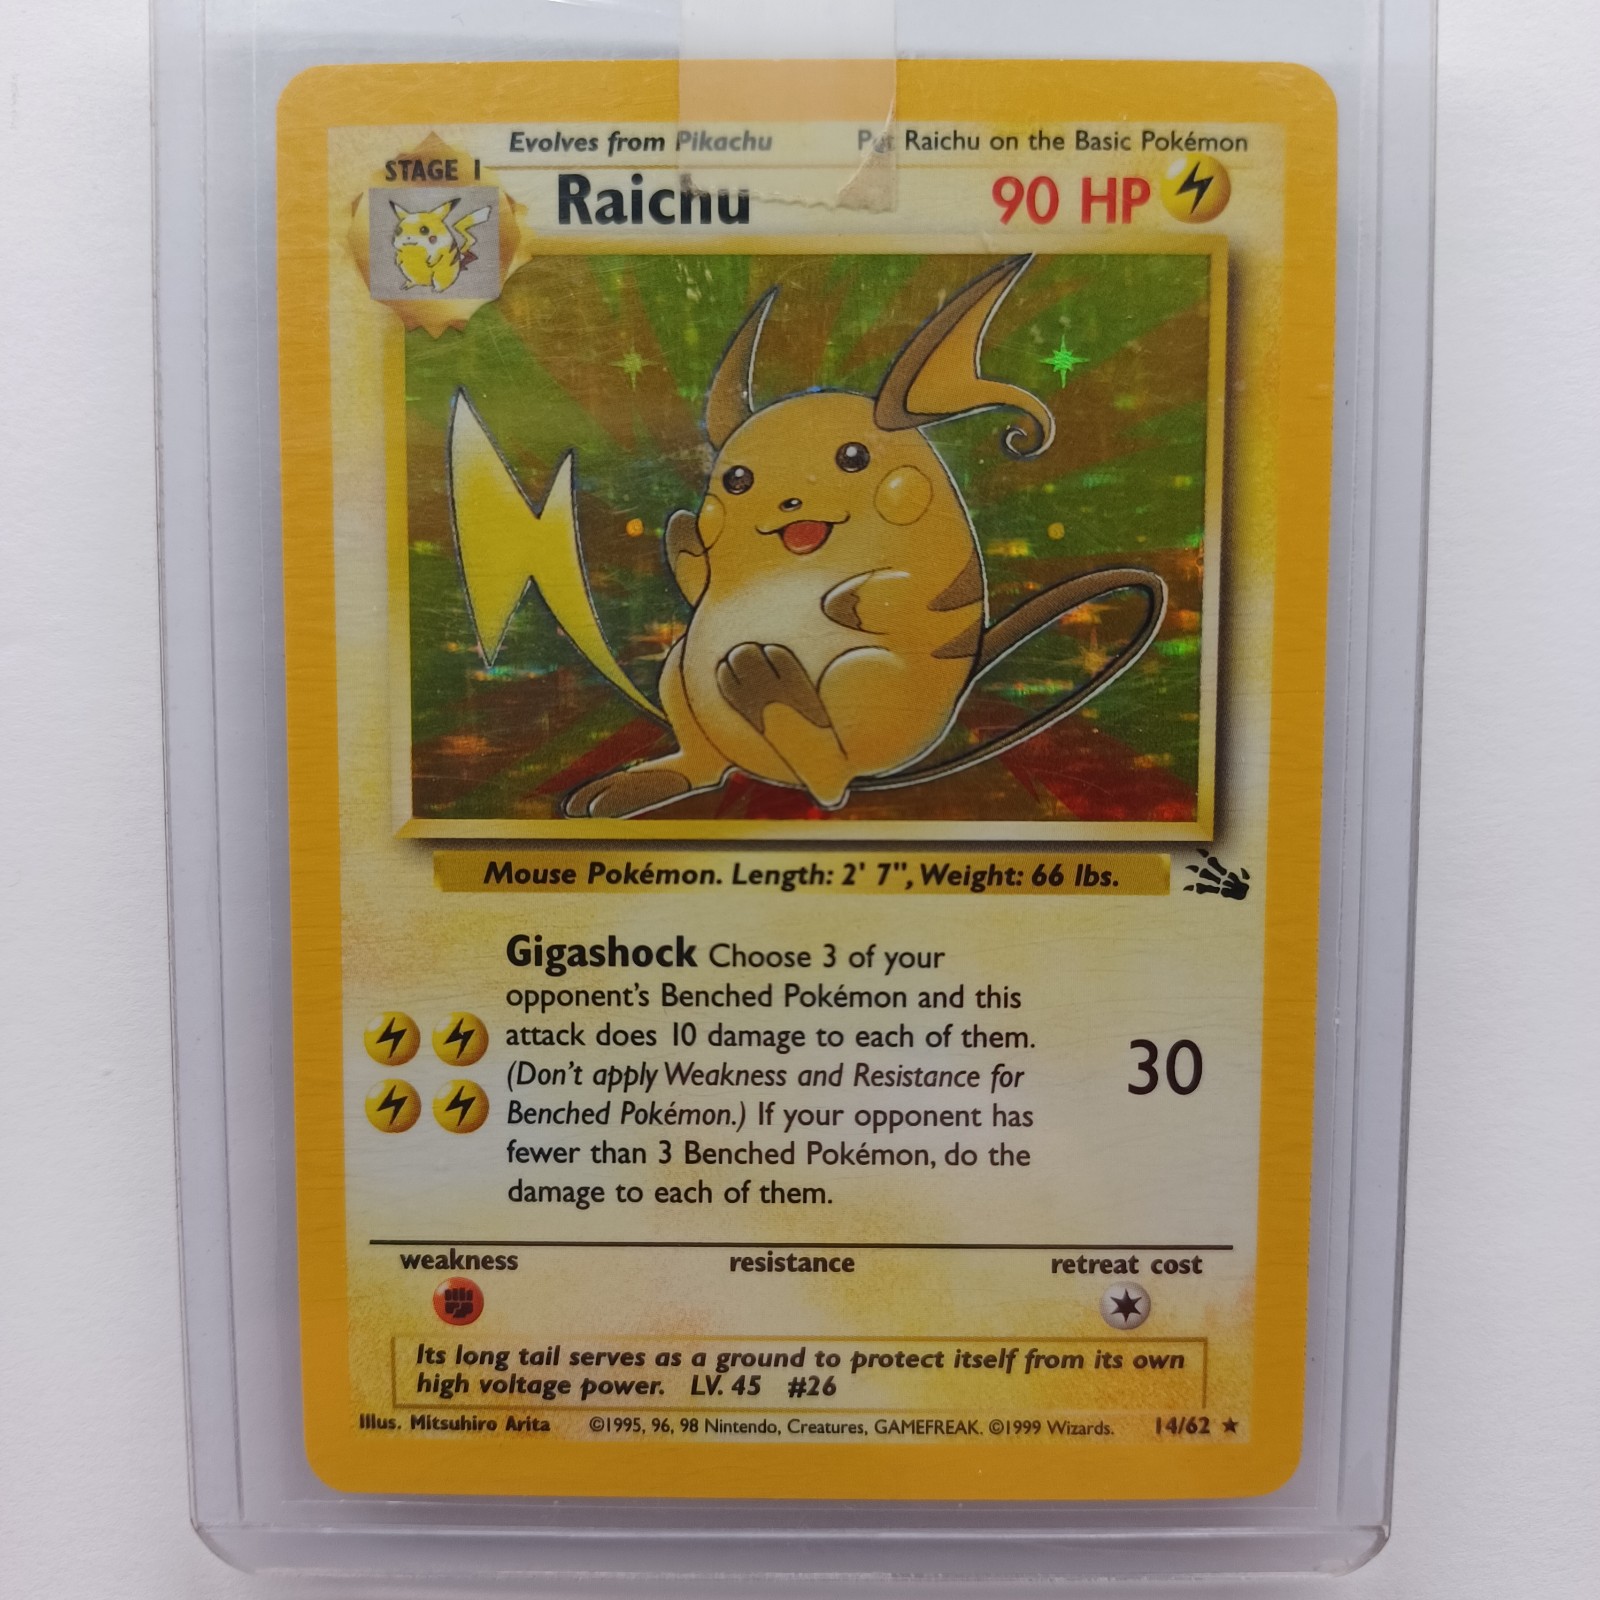 Evolves from Pikachu Put Raichu on the Basic Pokémon
STAGE 1
Raichu 90 HP
Mouse Pokémon. Length: 2' 7", Weight: 66 lbs.
Gigashock Choose 3 of your
opponent's Benched Pokémon and this
attack does 10 damage to each of them.
(Don't apply Weakness and Resistance for
Benched Pokémon.) If your opponent has
fewer than 3 Benched Pokémon, do the
damage to each of them.
30
weakness resistance retreat cost
Its long tail serves as a ground to protect itself from its own
high voltage power. LV. 45 #26
Illus. Mitsuhiro Arita ©1995, 96, 98 Nintendo, Creatures, GAMEFREAK. ©1999 Wizards. 14/62 ★